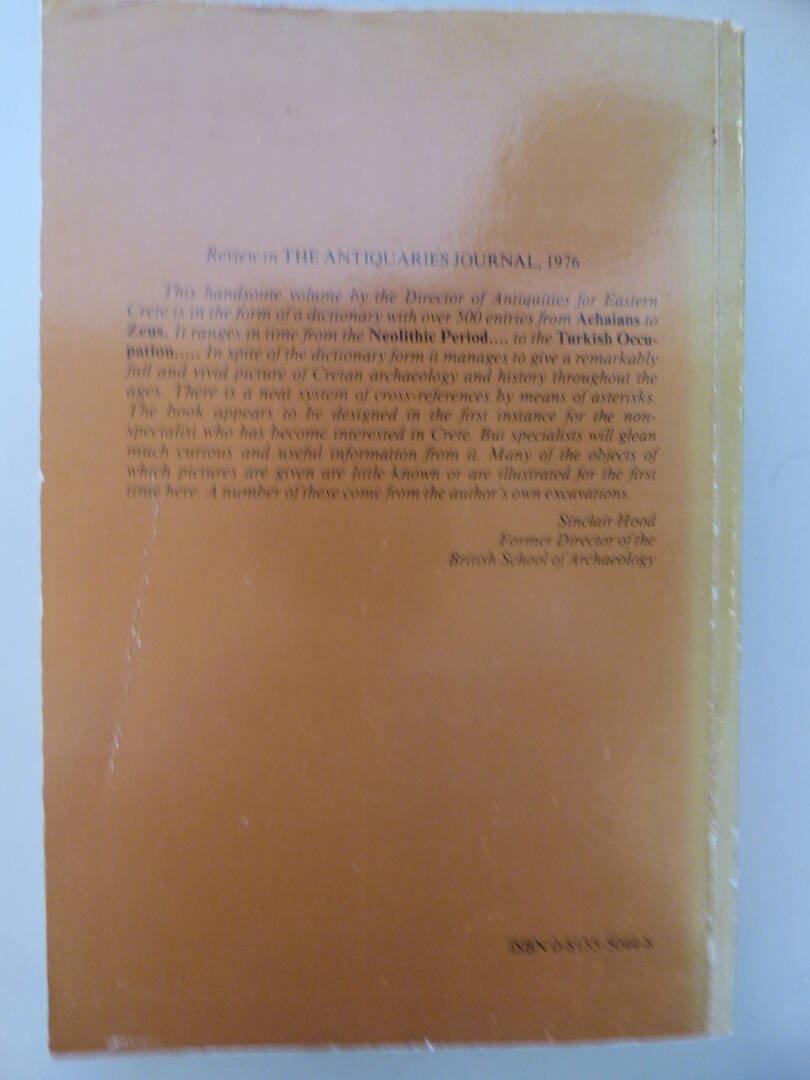 Review in THE ANTIQUARIES JOURNAL, 1976
This handsome volume by the Director of Antiquities for Eastern
Crete is in the form of a dictionary with over 500 entries from Achaians to
Zeus. It ranges in time from the Neolithic Period.... to the Turkish Occu-
pation..... In spite of the dictionary form it manages to give a remarkably
full and vivid picture of Cretan archaeology and history throughout the
ages. There is a neat system of cross-references by means of asterisks.
The book appears to be designed in the first instance for the non-
specialist who has become interested in Crete. But specialists will glean
much curious and useful information from it. Many of the objects of
which pictures are given are little known or are illustrated for the first
time here. A number of these come from the author's own excavations.
Sinclair Hood
Former Director of the
British School of Archaeology
ISBN